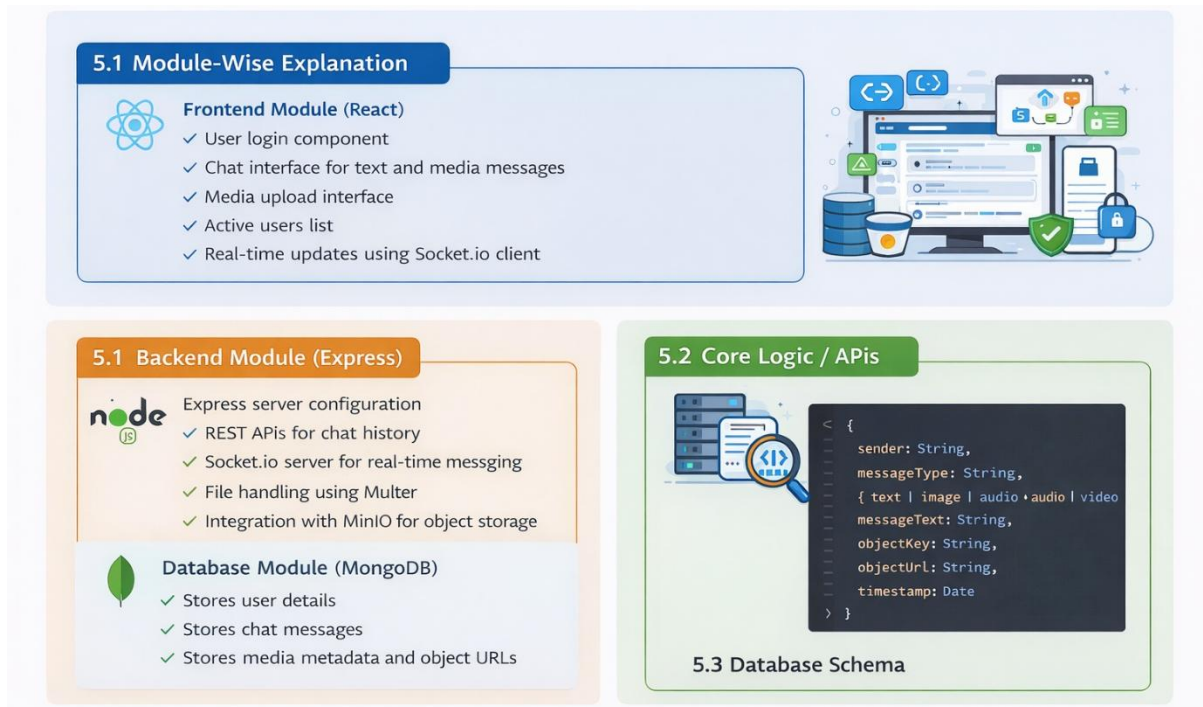 5.1 Module-Wise Explanation
Frontend Module (React)
✓ User login component
✓ Chat interface for text and media messages
✓ Media upload interface
✓ Active users list
✓ Real-time updates using Socket.io client
5.1 Backend Module (Express)
node
JS
Express server configuration
✓ REST APIs for chat history
✓ Socket.io server for real-time messging
✓ File handling using Multer
✓ Integration with MinIO for object storage
Database Module (MongoDB)
✓ Stores user details
✓ Stores chat messages
✓ Stores media metadata and object URLs
5.2 Core Logic / APIs
{
sender: String,
messageType: String,
{ text | image | audio • audio | video
messageText: String,
objectKey: String,
objectUrl: String,
timestamp: Date
}
5.3 Database Schema